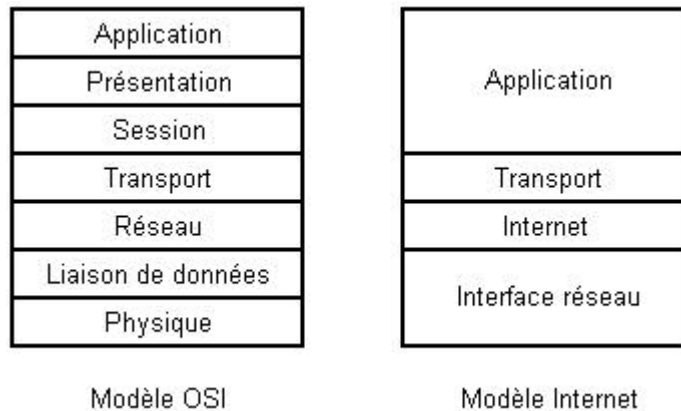 Application
Présentation
Session
Transport
Réseau
Liaison de données
Physique
Modèle OSI
Application
Transport
Internet
Interface réseau
Modèle Internet